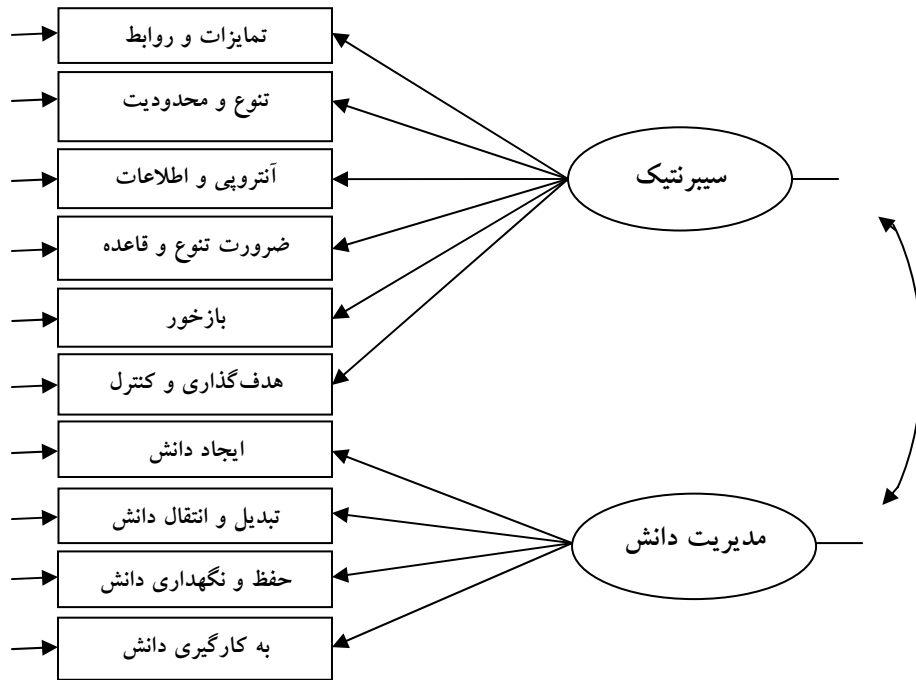 تمایزات و روابط
تنوع و محدودیت
آنتروپی و اطلاعات
ضرورت تنوع و قاعده
بازخور
هدف‌گذاری و کنترل
سیبرنتیک
ایجاد دانش
تبدیل و انتقال دانش
حفظ و نگهداری دانش
به کارگیری دانش
مدیریت دانش